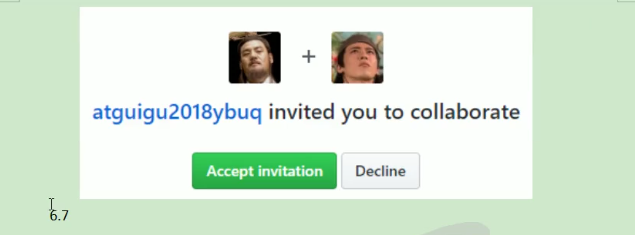 +
atguigu2018ybuq invited you to collaborate
Accept invitation Decline
6.7